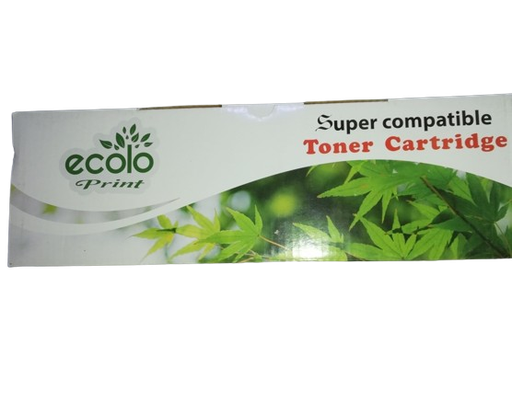 ecolo
Print
Super compatible
Toner Cartridge